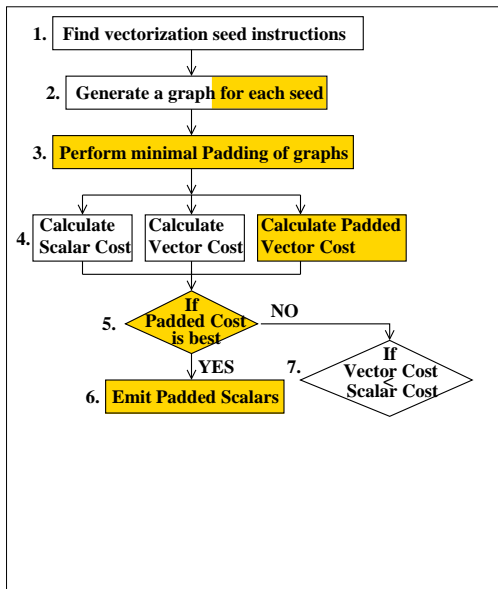 1. Find vectorization seed instructions
2. Generate a graph for each seed
3. Perform minimal Padding of graphs
4.
Calculate
Scalar Cost
Calculate
Vector Cost
Calculate Padded
Vector Cost
5.
If
Padded Cost
is best
NO
YES
6. Emit Padded Scalars
7.
If
Vector Cost
<
Scalar Cost